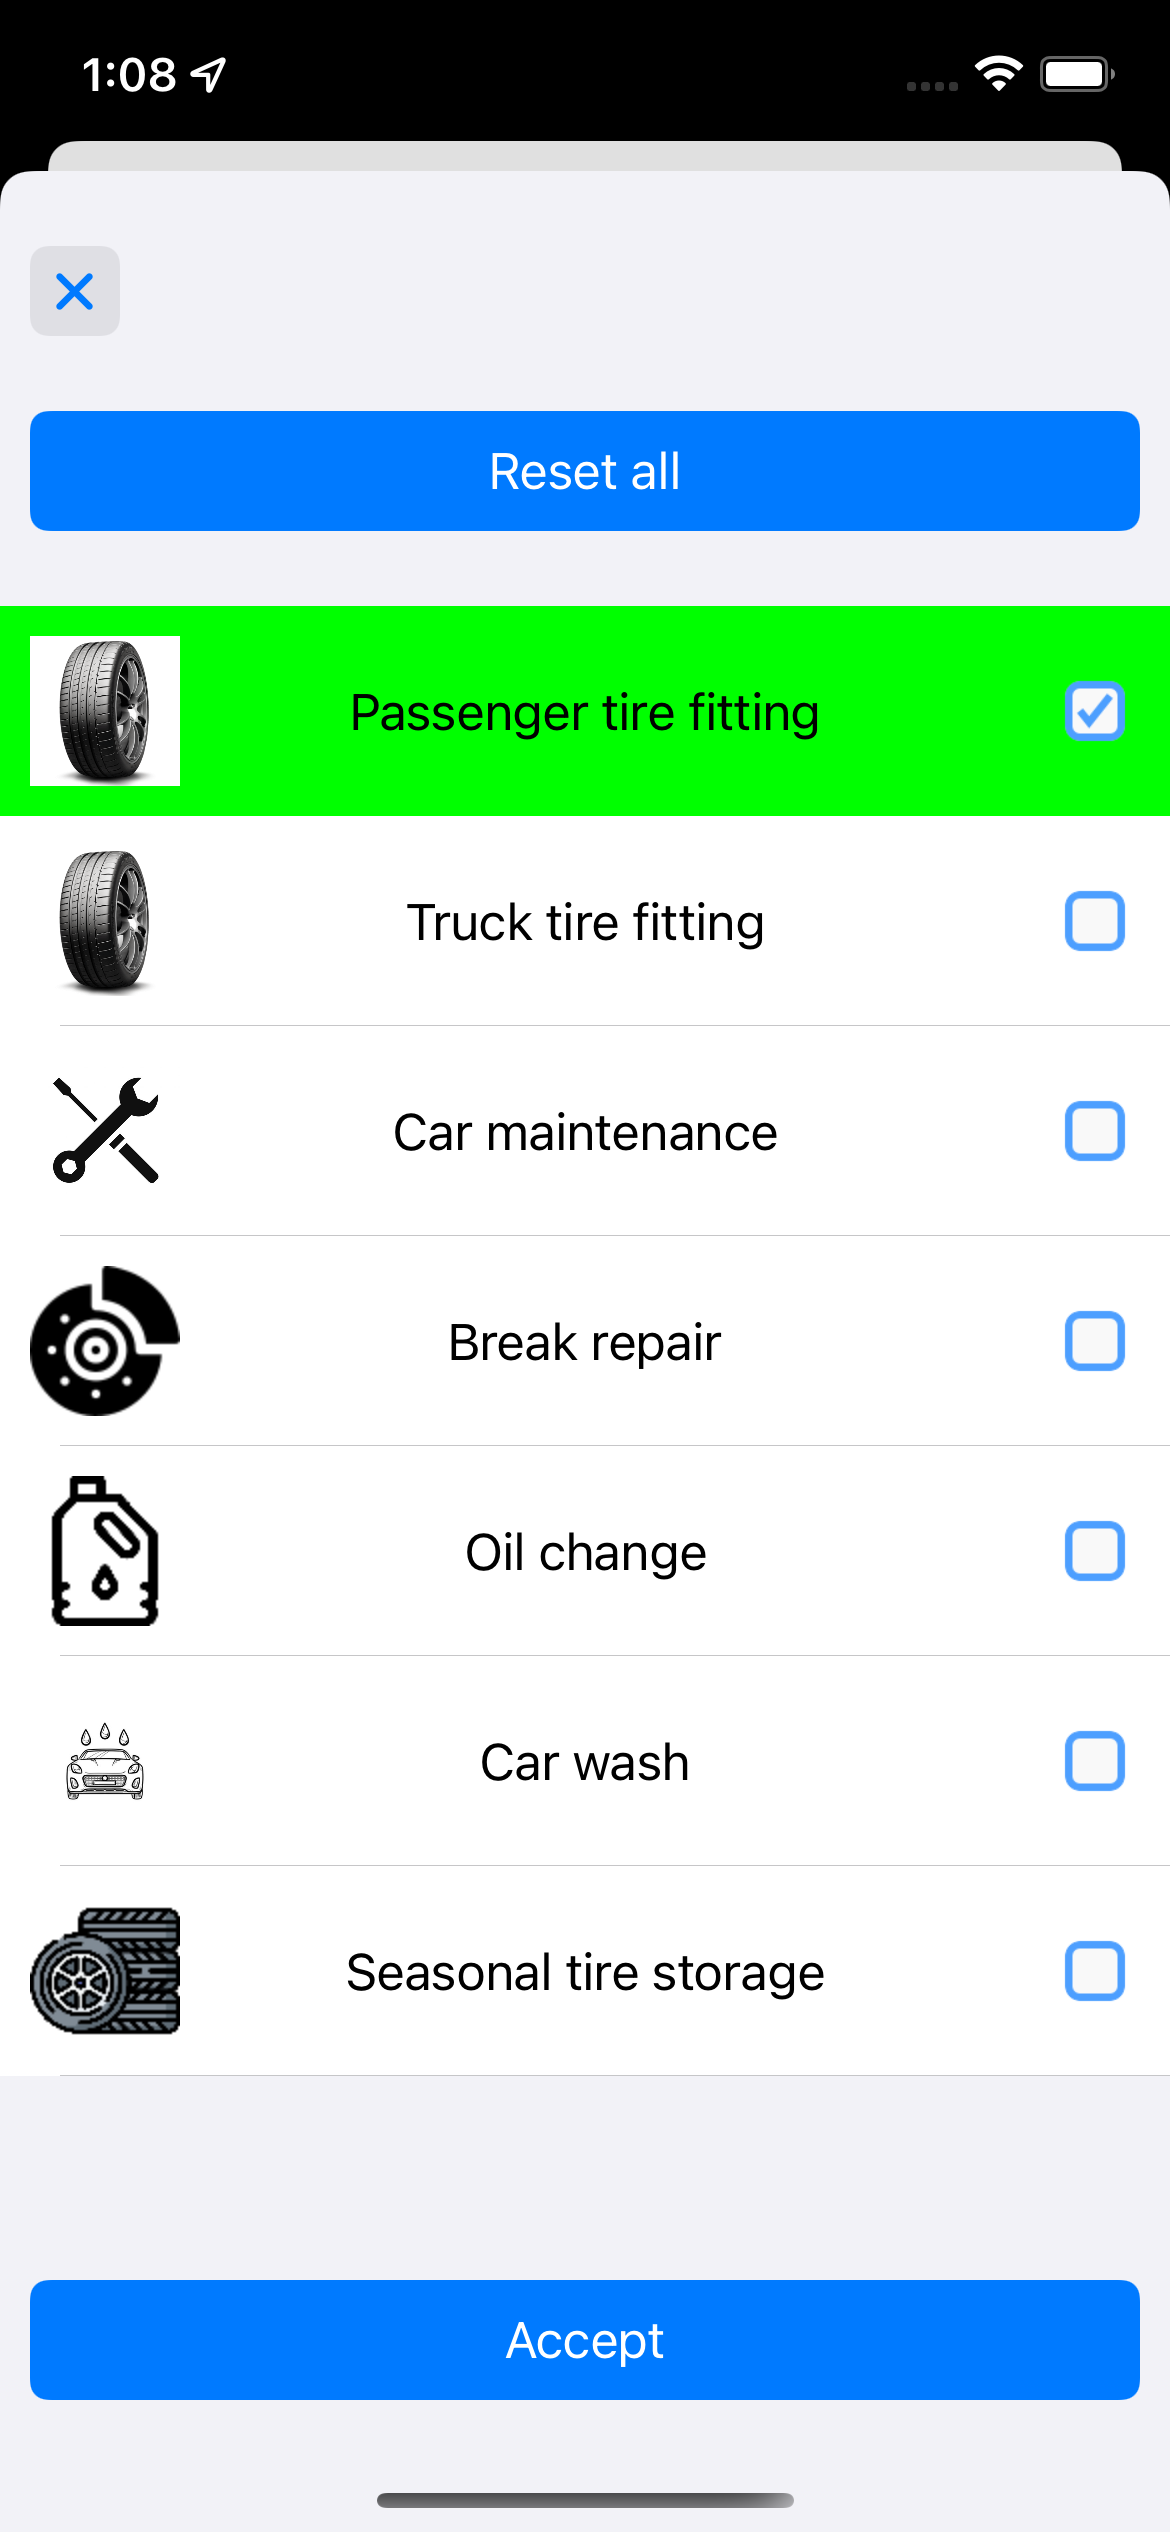 1:08
Reset all
Passenger tire fitting
Truck tire fitting
Car maintenance
Break repair
Oil change
Car wash
Seasonal tire storage
Accept